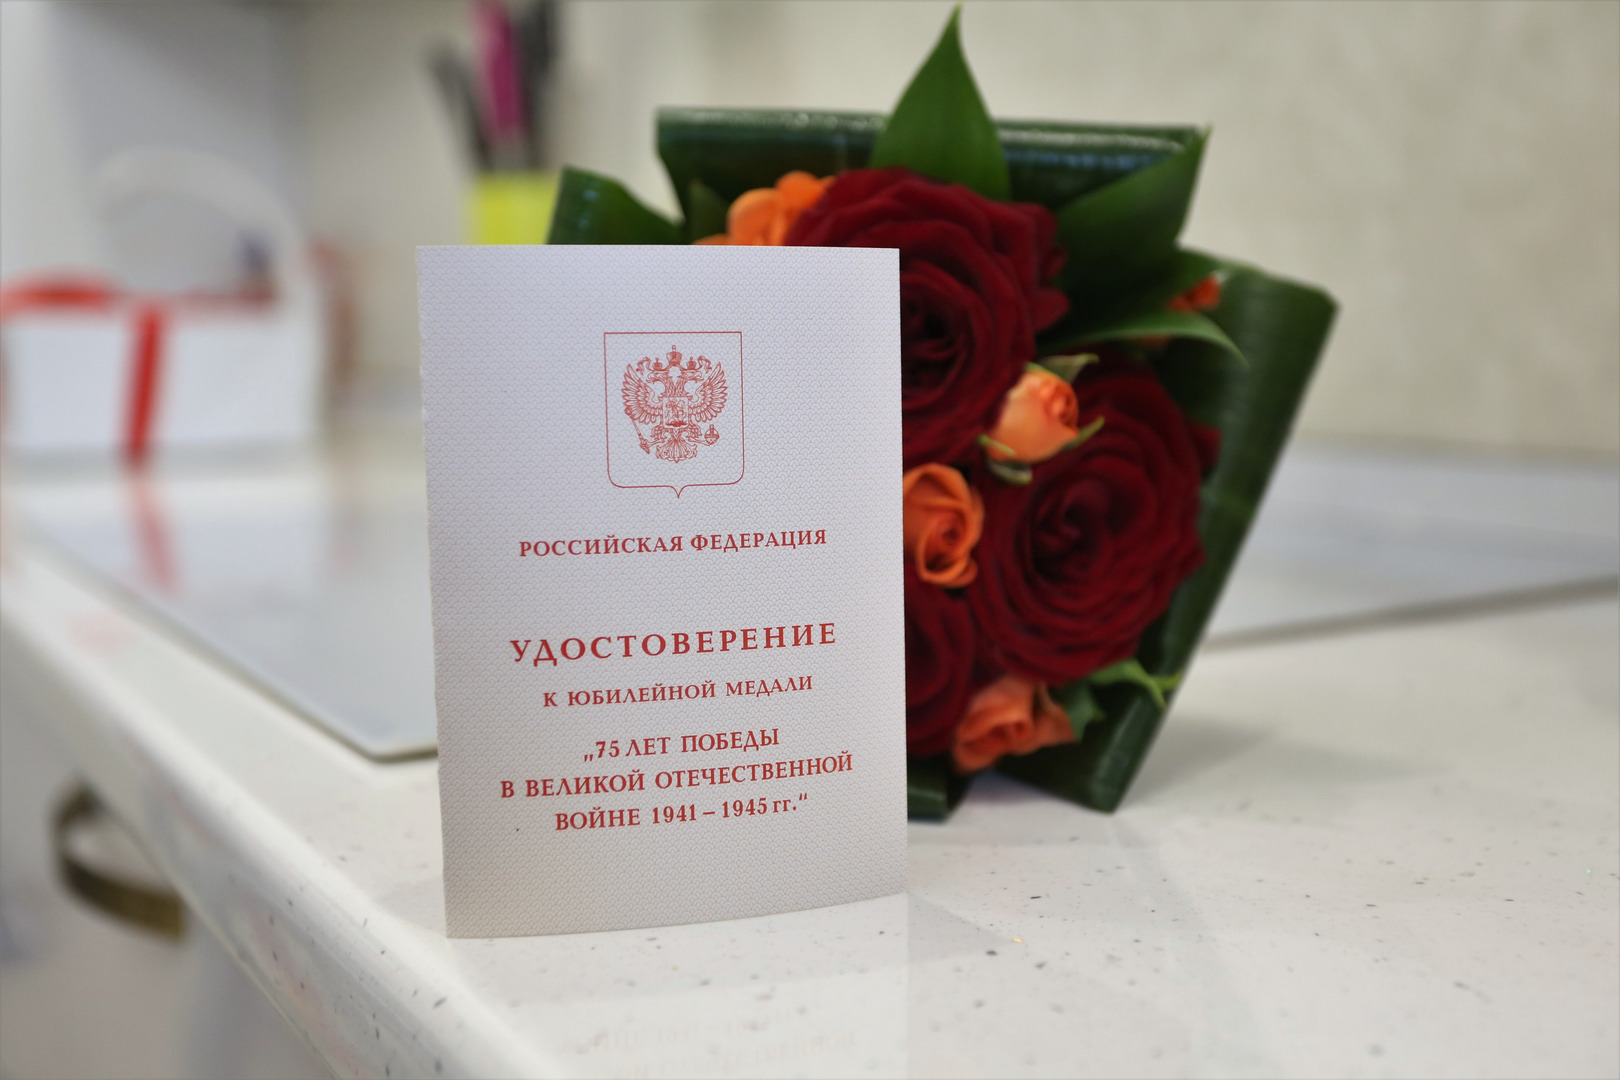 РОССИЙСКАЯ ФЕДЕРАЦИЯ
УДОСТОВЕРЕНИЕ
К ЮБИЛЕЙНОЙ МЕДАЛИ
„75 ЛЕТ ПОБЕДЫ
В ВЕЛИКОЙ ОТЕЧЕСТВЕННОЙ
ВОЙНЕ 1941 – 1945 гг.“